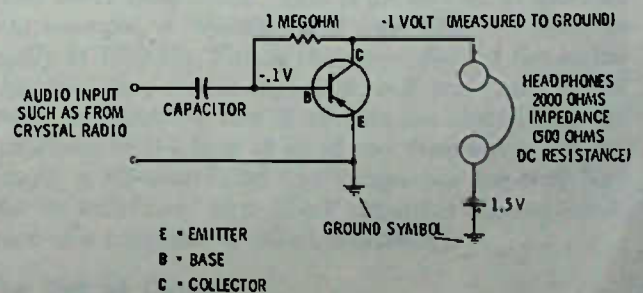 1 MEGOHM
-1 VOLT (MEASURED TO GROUND)
C
-.1V
B
E
AUDIO INPUT
SUCH AS FROM
CRYSTAL RADIO
CAPACITOR
HEADPHONES
2000 OHMS
IMPEDANCE
(500 OHMS
DC RESISTANCE)
1.5V
GROUND SYMBOL
E - EMITTER
B - BASE
C - COLLECTOR